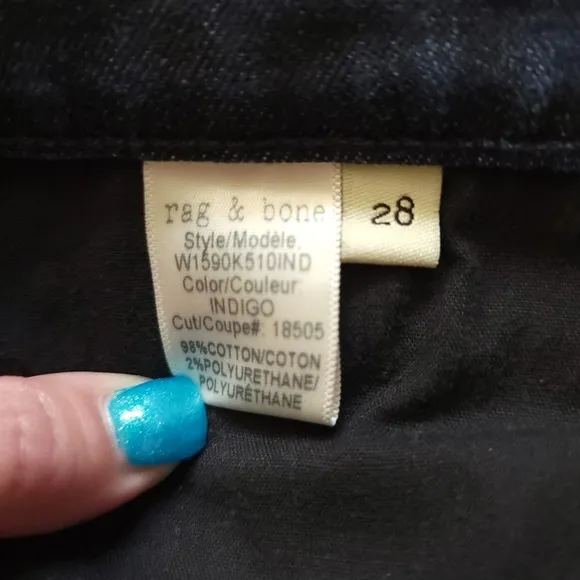 rag & bone
Style/Modèle.
W1590K510IND
Color/Couleur:
INDIGO
Cut/Coupe#: 18505
98%COTTON/COTON
2%POLYURETHANE/
POLYURÉTHANE
28